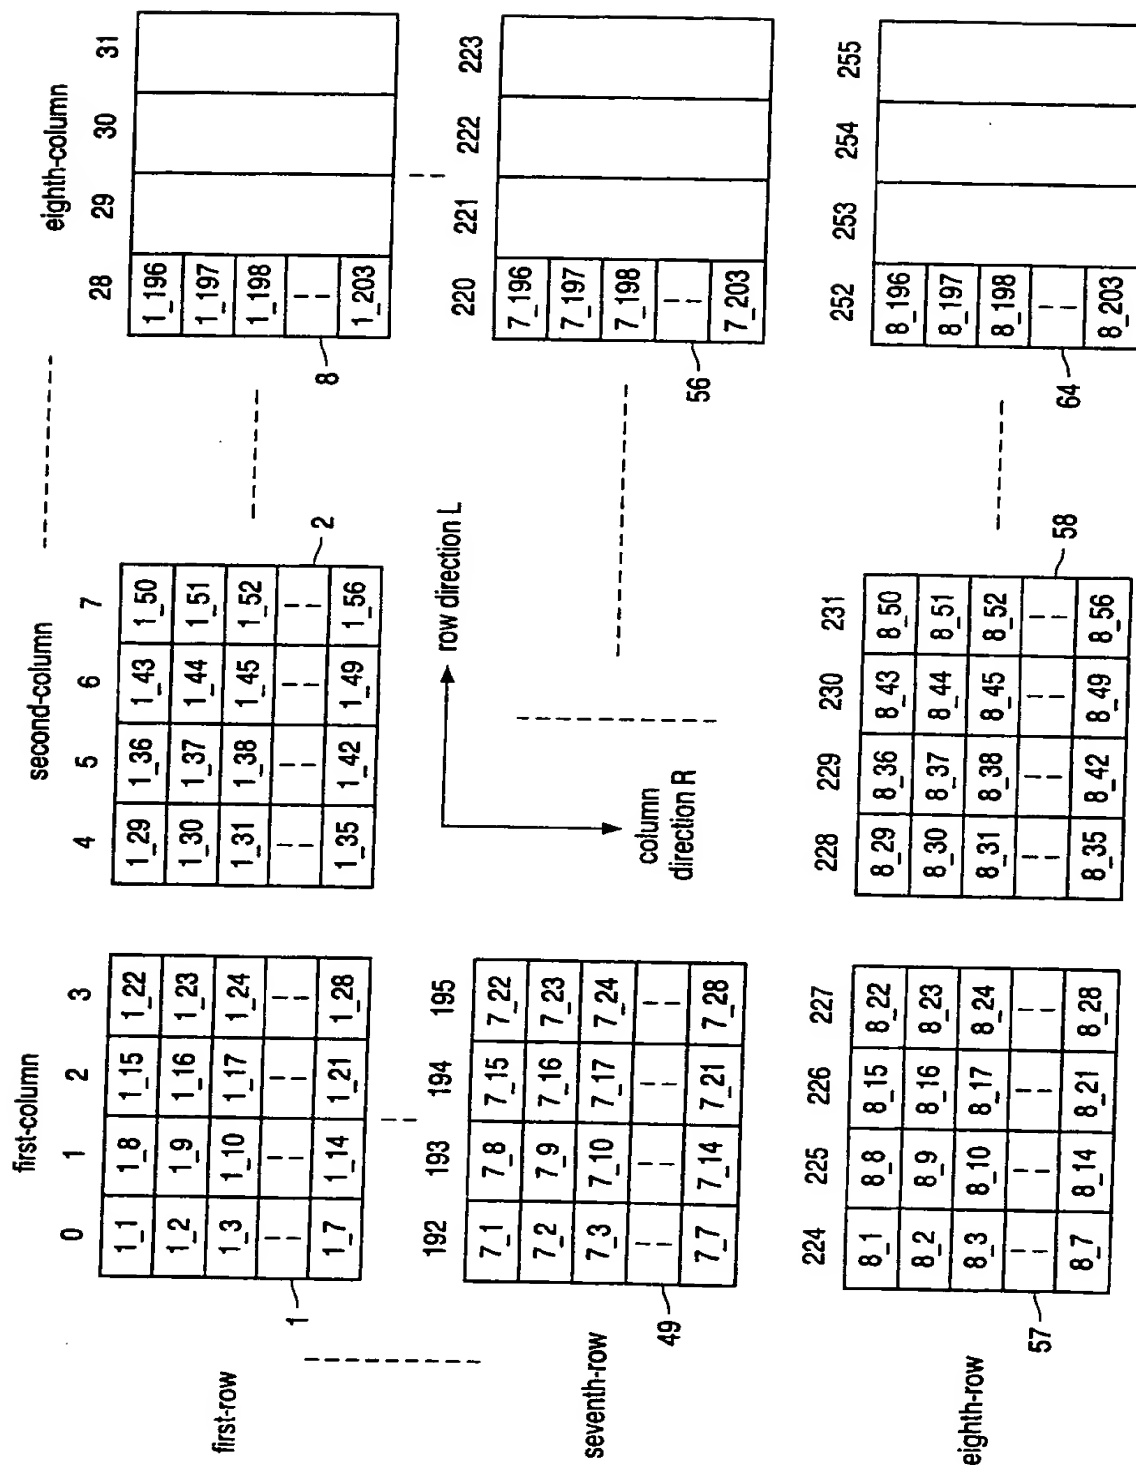 first-column second-column eighth-column
0 1 2 3 4 5 6 7 28 29 30 31
first-row
1_1 1_8 1_15 1_22 1_29 1_36 1_43 1_50 1_196
1_2 1_9 1_16 1_23 1_30 1_37 1_44 1_51 1_197
1_3 1_10 1_17 1_24 1_31 1_38 1_45 1_52 1_198
1_7 1_14 1_21 1_28 1_35 1_42 1_49 1_56 1_203
1 2 8
192 193 194 195 220 221 222 223
seventh-row
7_1 7_8 7_15 7_22 7_196
7_2 7_9 7_16 7_23 7_197
7_3 7_10 7_17 7_24 7_198
7_7 7_14 7_21 7_28 7_203
49 56
row direction L
column
direction R
224 225 226 227 228 229 230 231 252 253 254 255
eighth-row
8_1 8_8 8_15 8_22 8_29 8_36 8_43 8_50 8_196
8_2 8_9 8_16 8_23 8_30 8_37 8_44 8_51 8_197
8_3 8_10 8_17 8_24 8_31 8_38 8_45 8_52 8_198
8_7 8_14 8_21 8_28 8_35 8_42 8_49 8_56 8_203
57 58 64